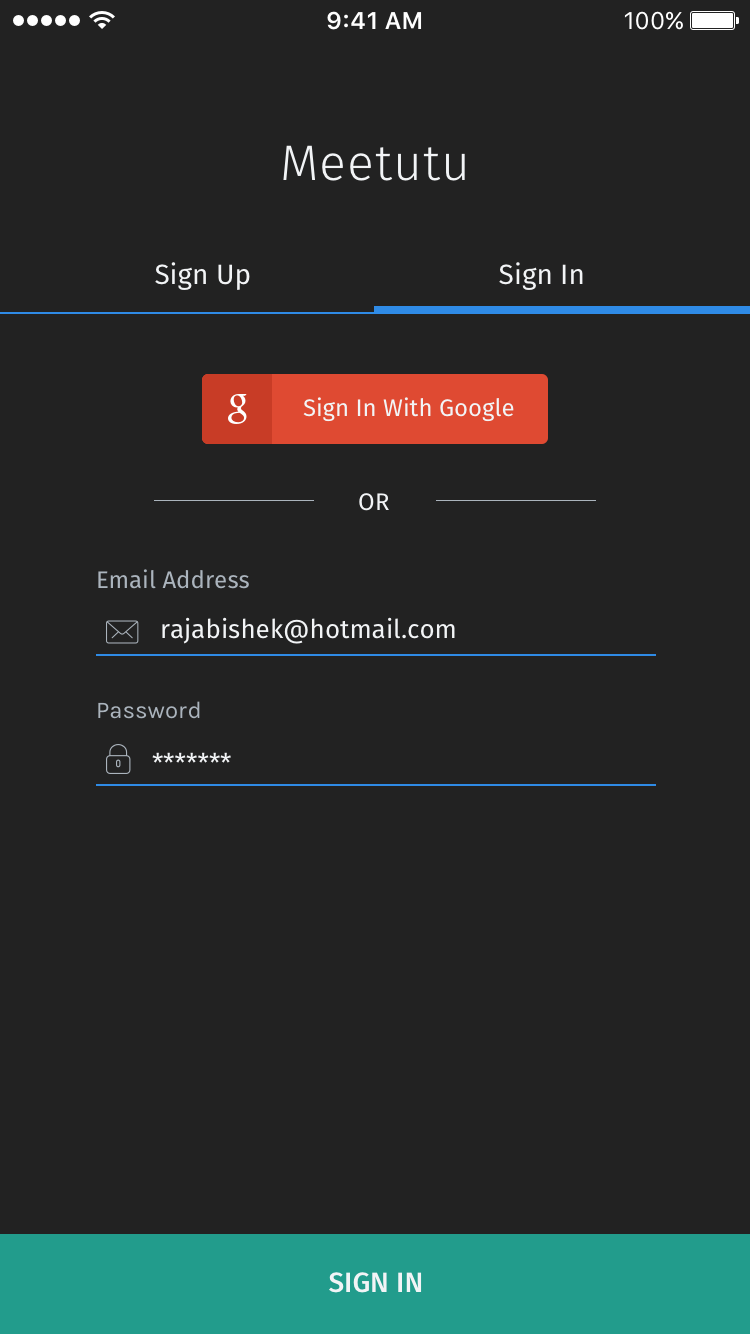 9:41 AM 100%
Meetutu
Sign Up Sign In
g Sign In With Google
OR
Email Address
rajabishek@hotmail.com
Password
*******
SIGN IN